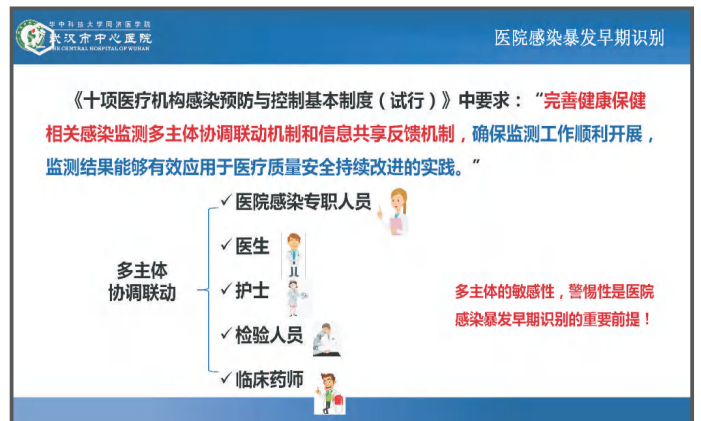 华中科技大学同济医学院
武汉市中心医院
THE CENTRAL HOSPITAL OF WUHAN
医院感染暴发早期识别
《十项医疗机构感染预防与控制基本制度（试行）》中要求：“完善健康保健
相关感染监测多主体协调联动机制和信息共享反馈机制，确保监测工作顺利开展，
监测结果能够有效应用于医疗质量安全持续改进的实践。”
✓医院感染专职人员
✓医生
多主体
协调联动
✓护士
✓检验人员
✓临床药师
多主体的敏感性，警惕性是医院
感染暴发早期识别的重要前提！